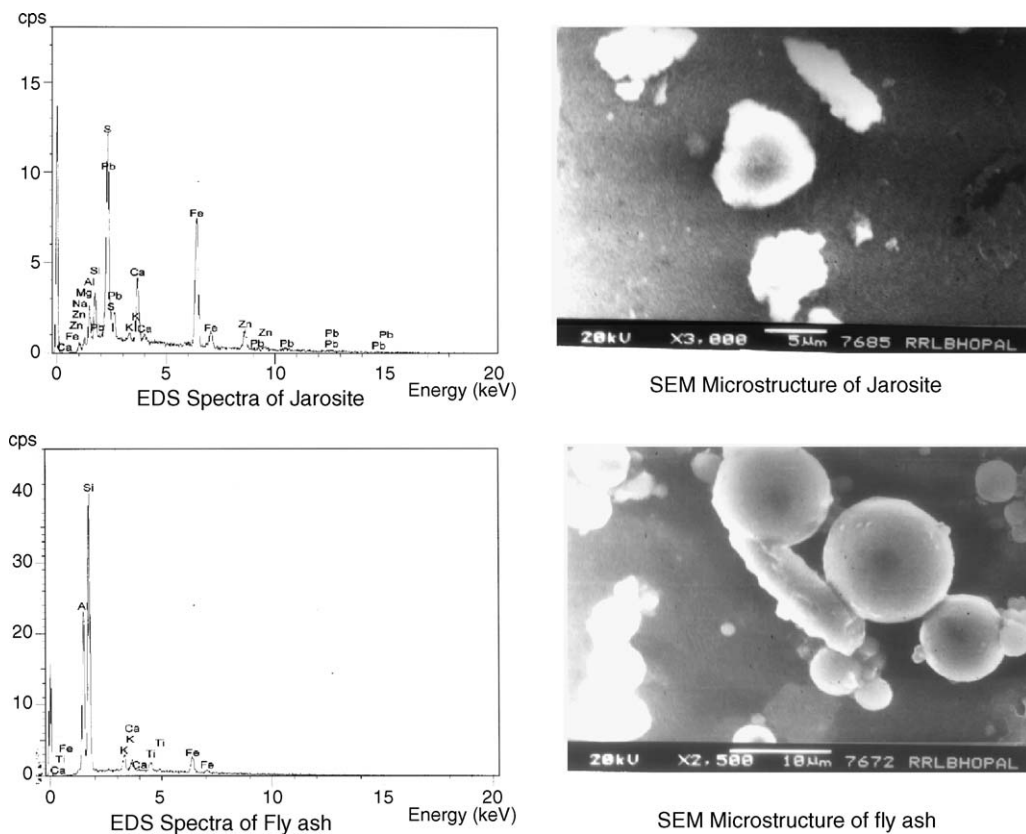 cps
20
15
10
5
0
S
Pb
Fe
Si
Al
Mg
Na
Zn
Zn
Fe
Ca
Pb
Pb
S
K
K
Ca
Ca
Fe
Zn
Zn
Pb
Pb
Pb
Pb
Pb
Pb
0 5 10 15 20
Energy (keV)
EDS Spectra of Jarosite
20kU X3,000 5μm 7685 RRLBHOPAL
SEM Microstructure of Jarosite
cps
40
30
20
10
0
Si
Al
Fe
Ti
Ca
Ca
K
K
Ca
Ti
Ti
Fe
Fe
0 5 10 15 20
Energy (keV)
EDS Spectra of Fly ash
20kU X2,500 10μm 7672 RRLBHOPAL
SEM Microstructure of fly ash